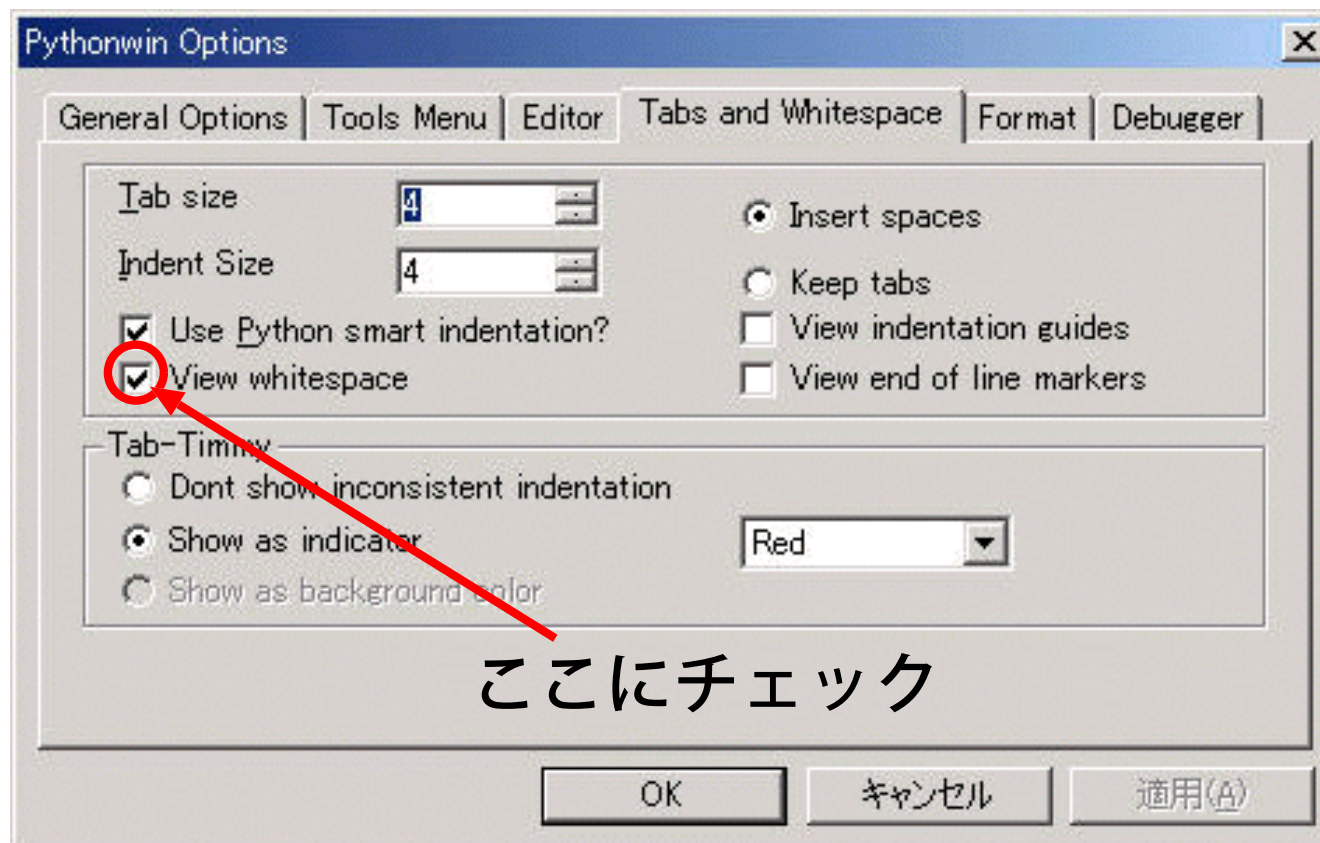 Pythonwin Options
General Options Tools Menu Editor Tabs and Whitespace Format Debugger
Tab size 4 Insert spaces
Indent Size 4 Keep tabs
Use Python smart indentation? View indentation guides
View whitespace View end of line markers
Tab-Timmy
Dont show inconsistent indentation
Show as indicator Red
Show as background color
ここにチェック
OK キャンセル 適用(A)